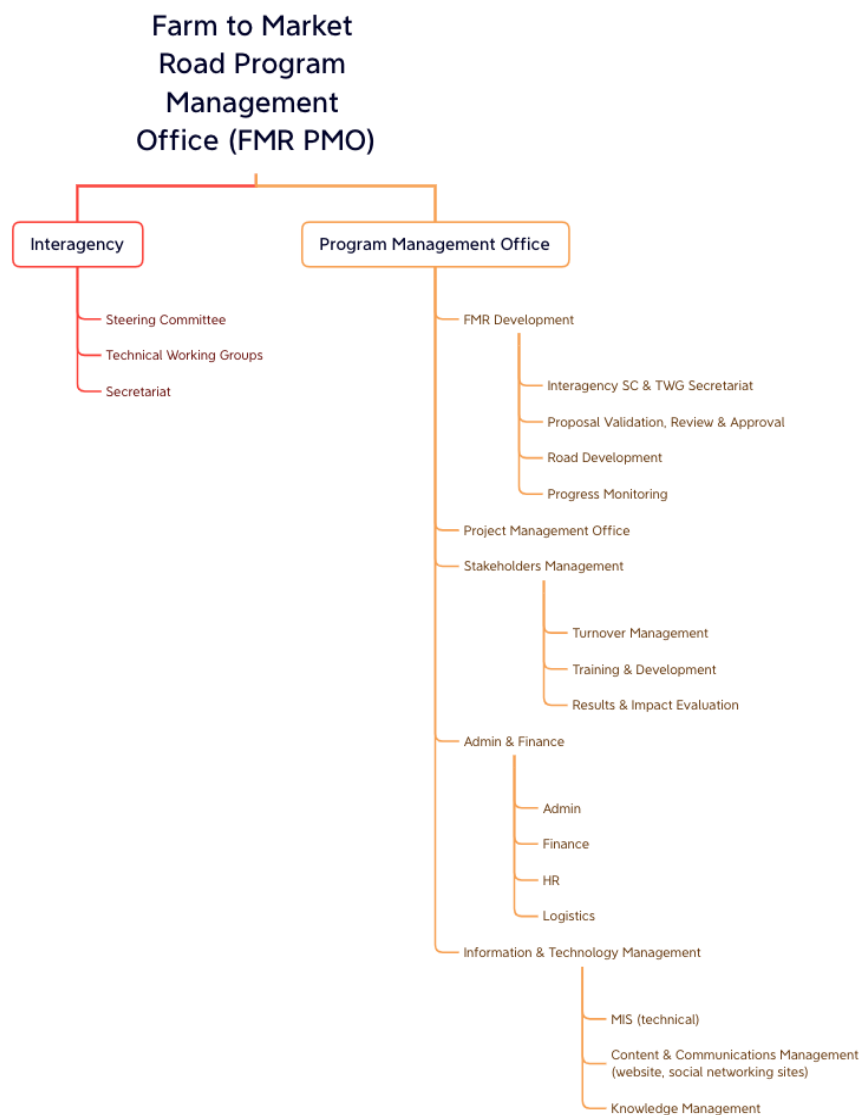 Farm to Market
Road Program
Management
Office (FMR PMO)
Interagency
Program Management Office
Steering Committee
Technical Working Groups
Secretariat
FMR Development
Interagency SC & TWG Secretariat
Proposal Validation, Review & Approval
Road Development
Progress Monitoring
Project Management Office
Stakeholders Management
Turnover Management
Training & Development
Results & Impact Evaluation
Admin & Finance
Admin
Finance
HR
Logistics
Information & Technology Management
MIS (technical)
Content & Communications Management
(website, social networking sites)
Knowledge Management